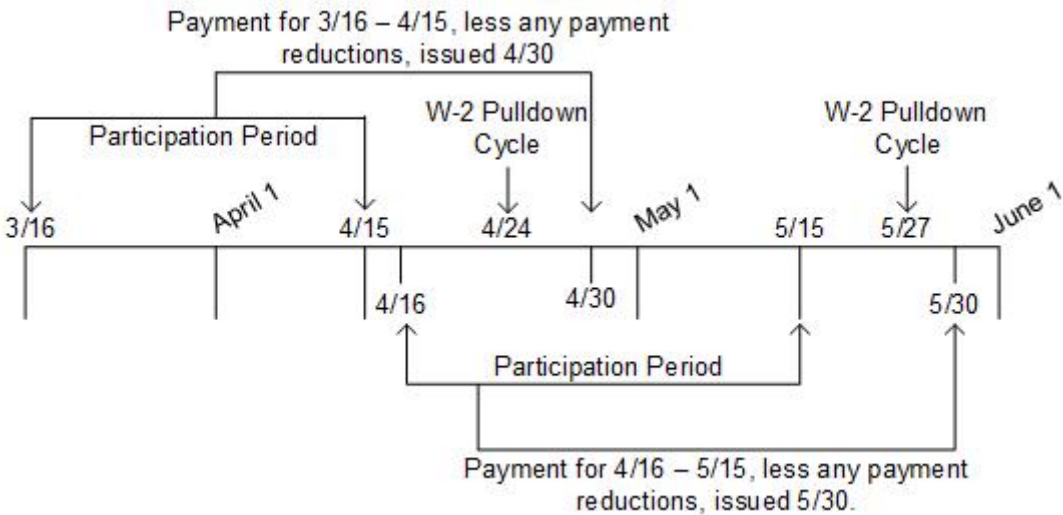 Payment for 3/16 – 4/15, less any payment
reductions, issued 4/30
W-2 Pulldown
Cycle
W-2 Pulldown
Cycle
Participation Period
3/16
April 1
4/15
4/24
May 1
5/15
5/27
June 1
4/16
4/30
5/30
Participation Period
Payment for 4/16 – 5/15, less any payment
reductions, issued 5/30.